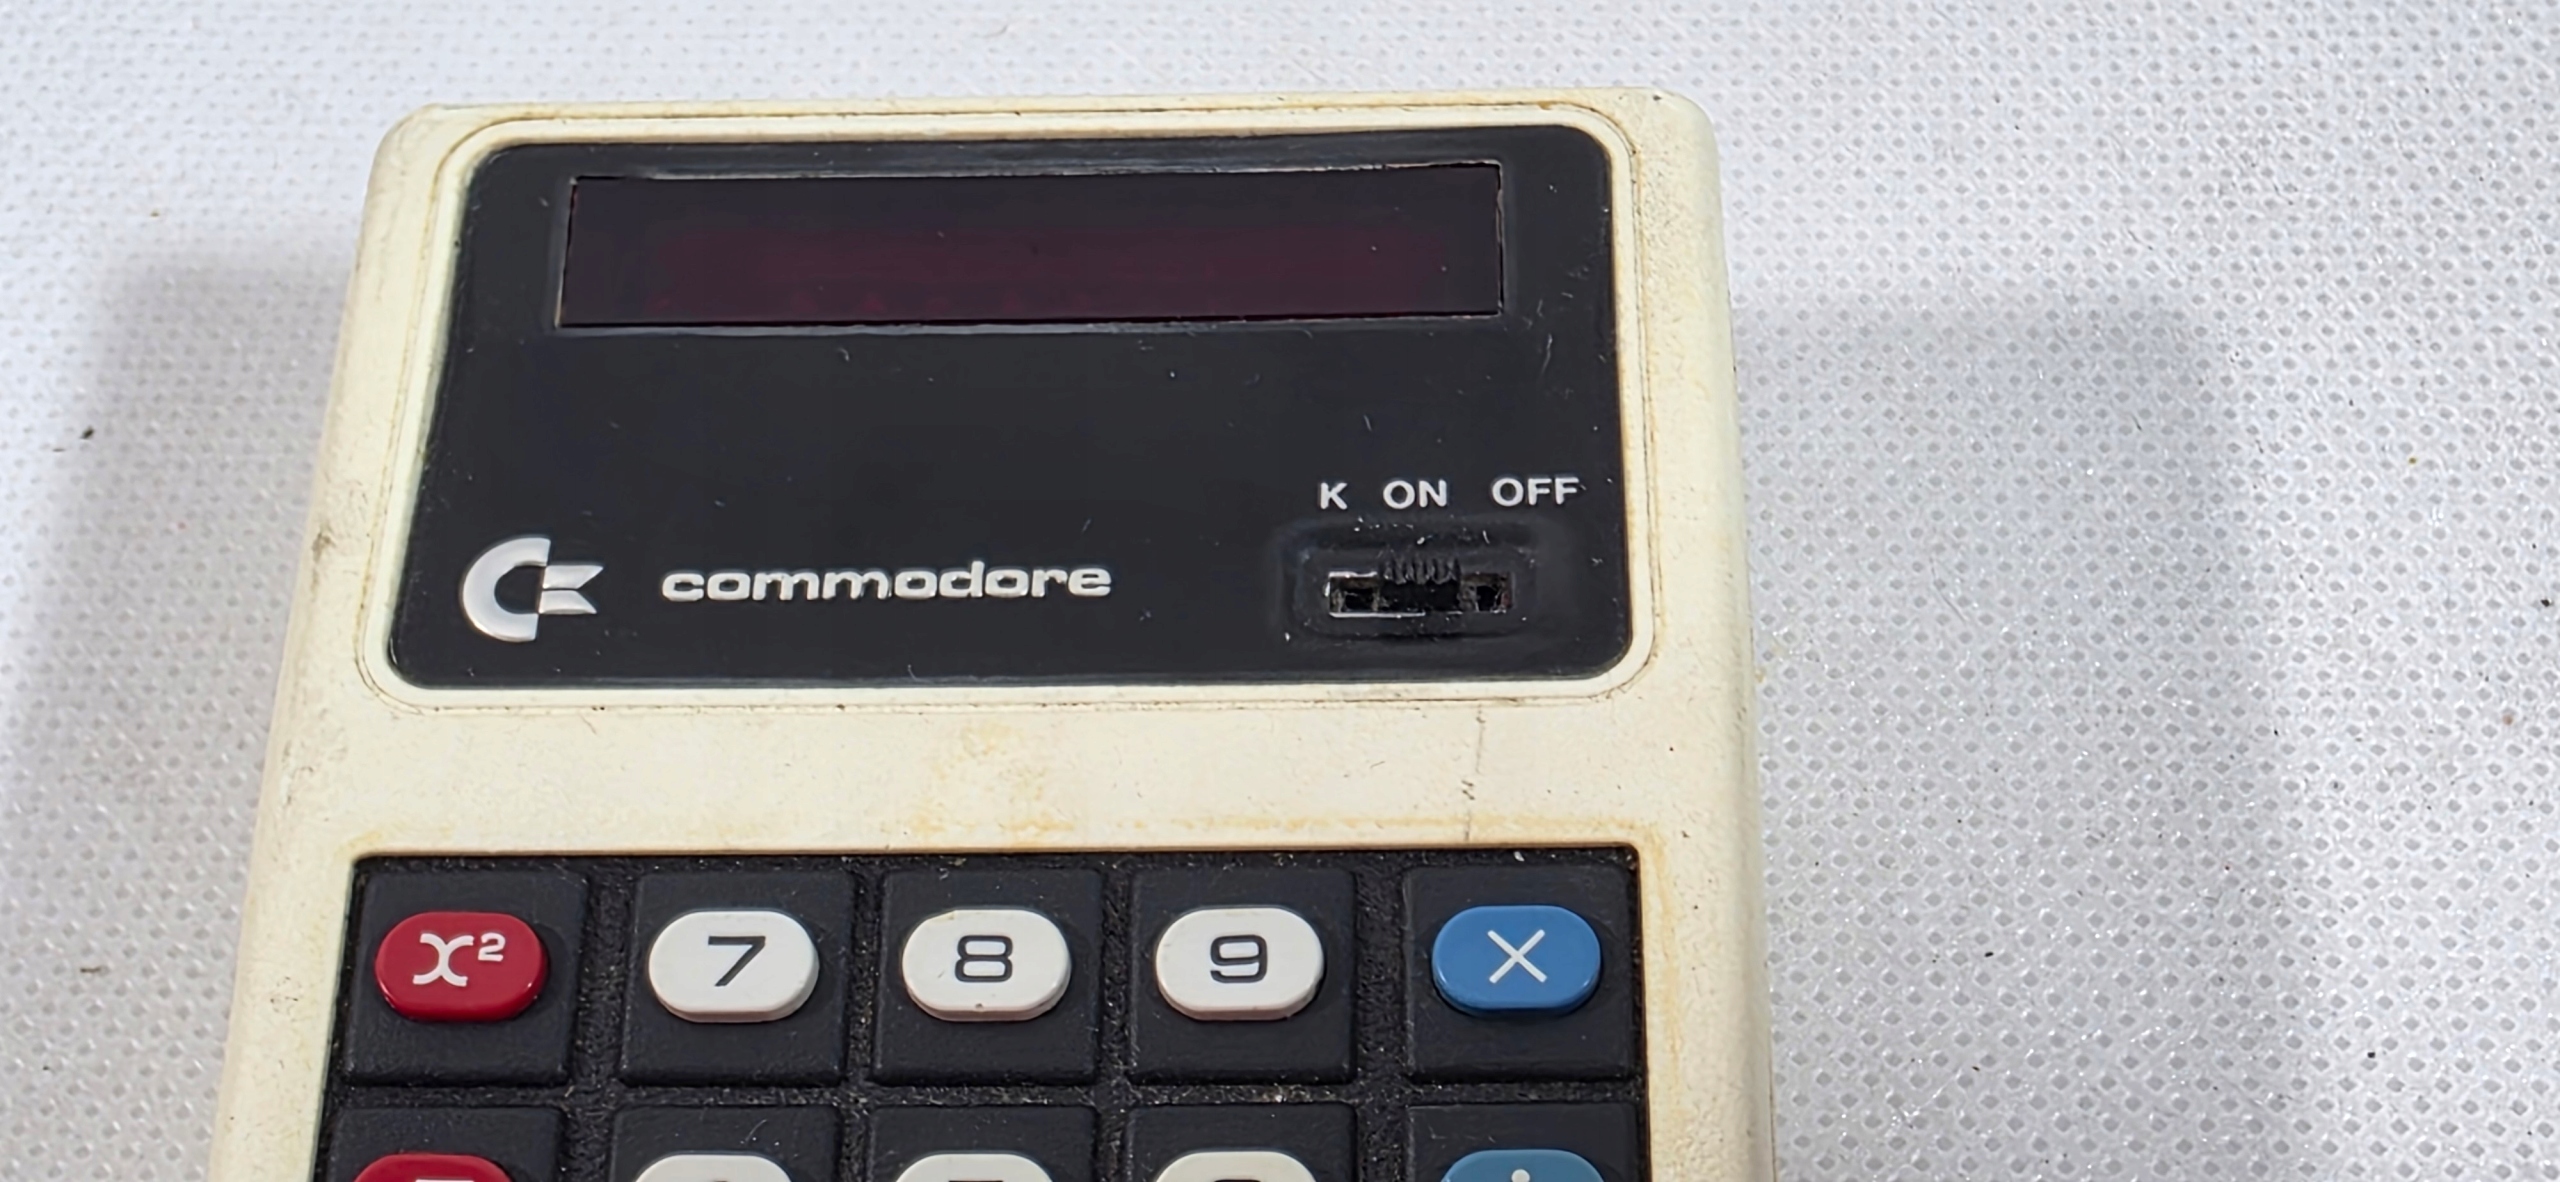 K ON OFF
commodore
x² 7 8 9 ×